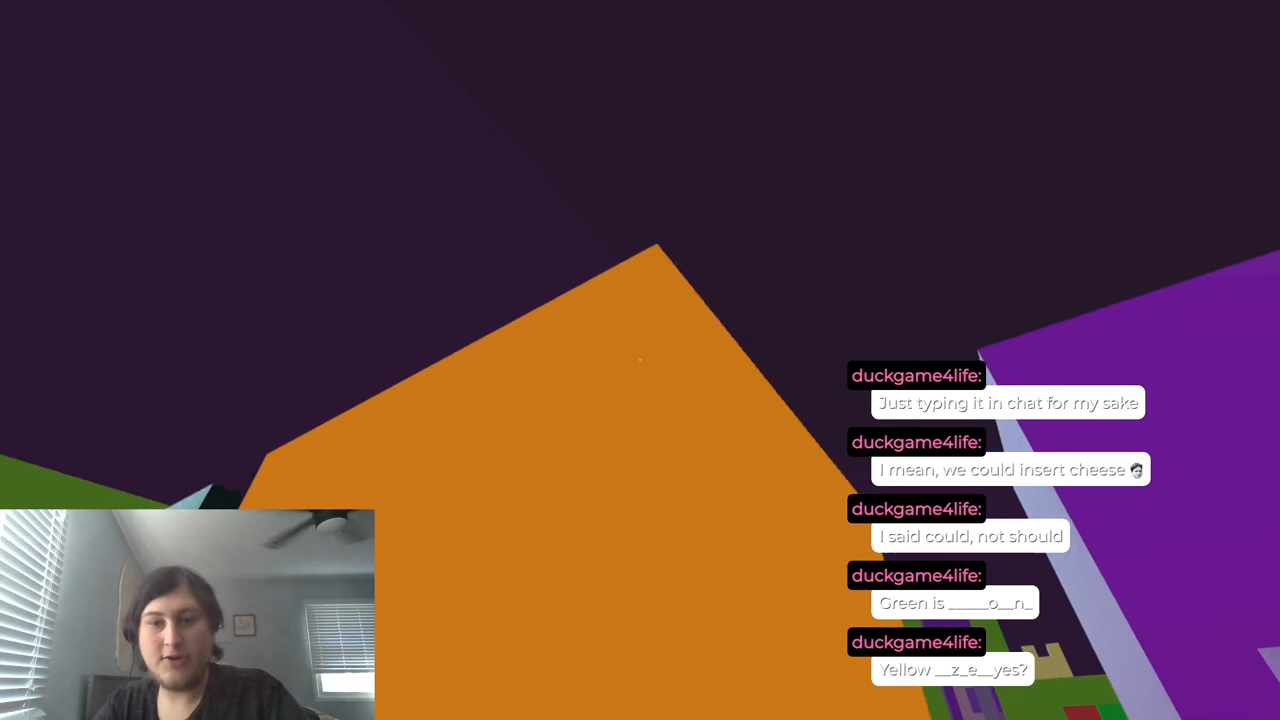 duckgame4life:
Just typing it in chat for my sake
duckgame4life:
I mean, we could insert cheese
duckgame4life:
I said could, not should
duckgame4life:
Green is _____o__n_
duckgame4life:
Yellow __z_e__yes?